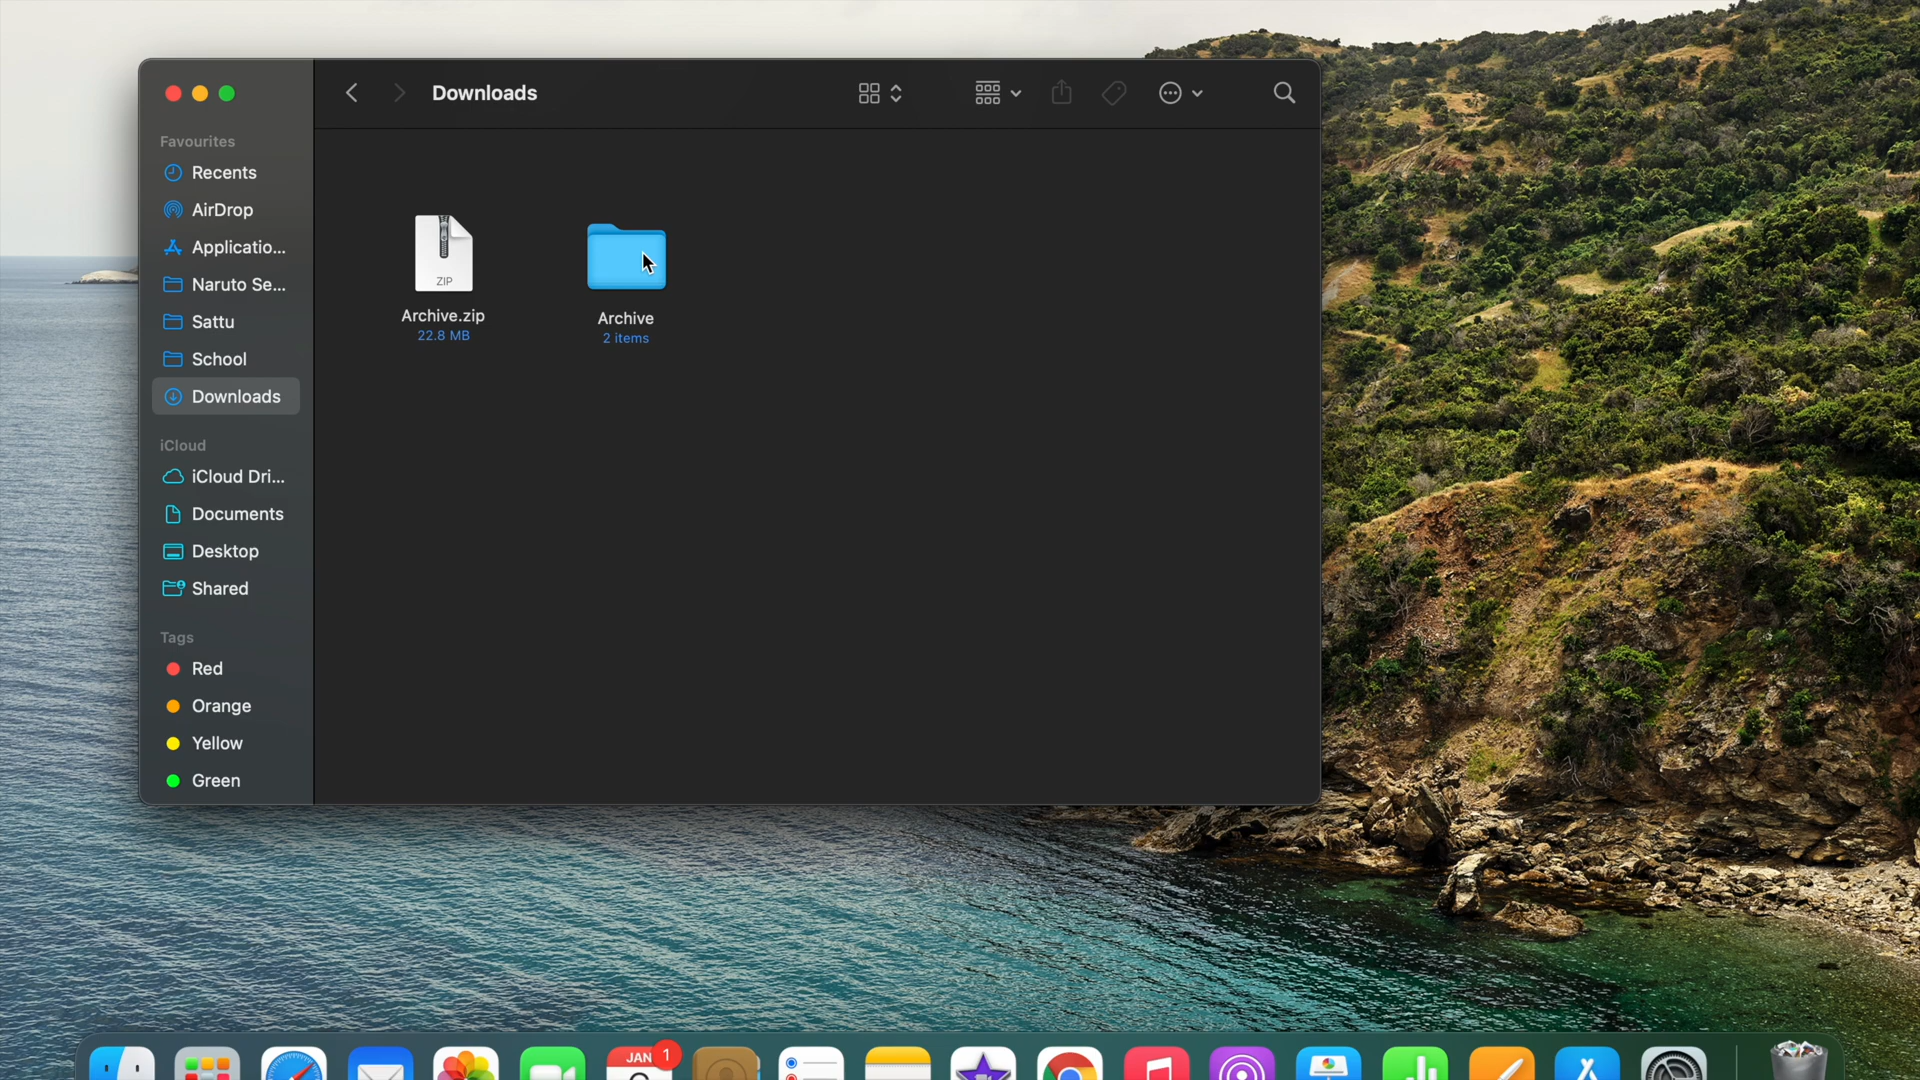 Downloads
Favourites
Recents
AirDrop
Applicatio...
Naruto Se...
Sattu
School
Downloads
iCloud
iCloud Dri...
Documents
Desktop
Shared
Tags
Red
Orange
Yellow
Green
ZIP
Archive.zip
22.8 MB
Archive
2 items
JAN
1